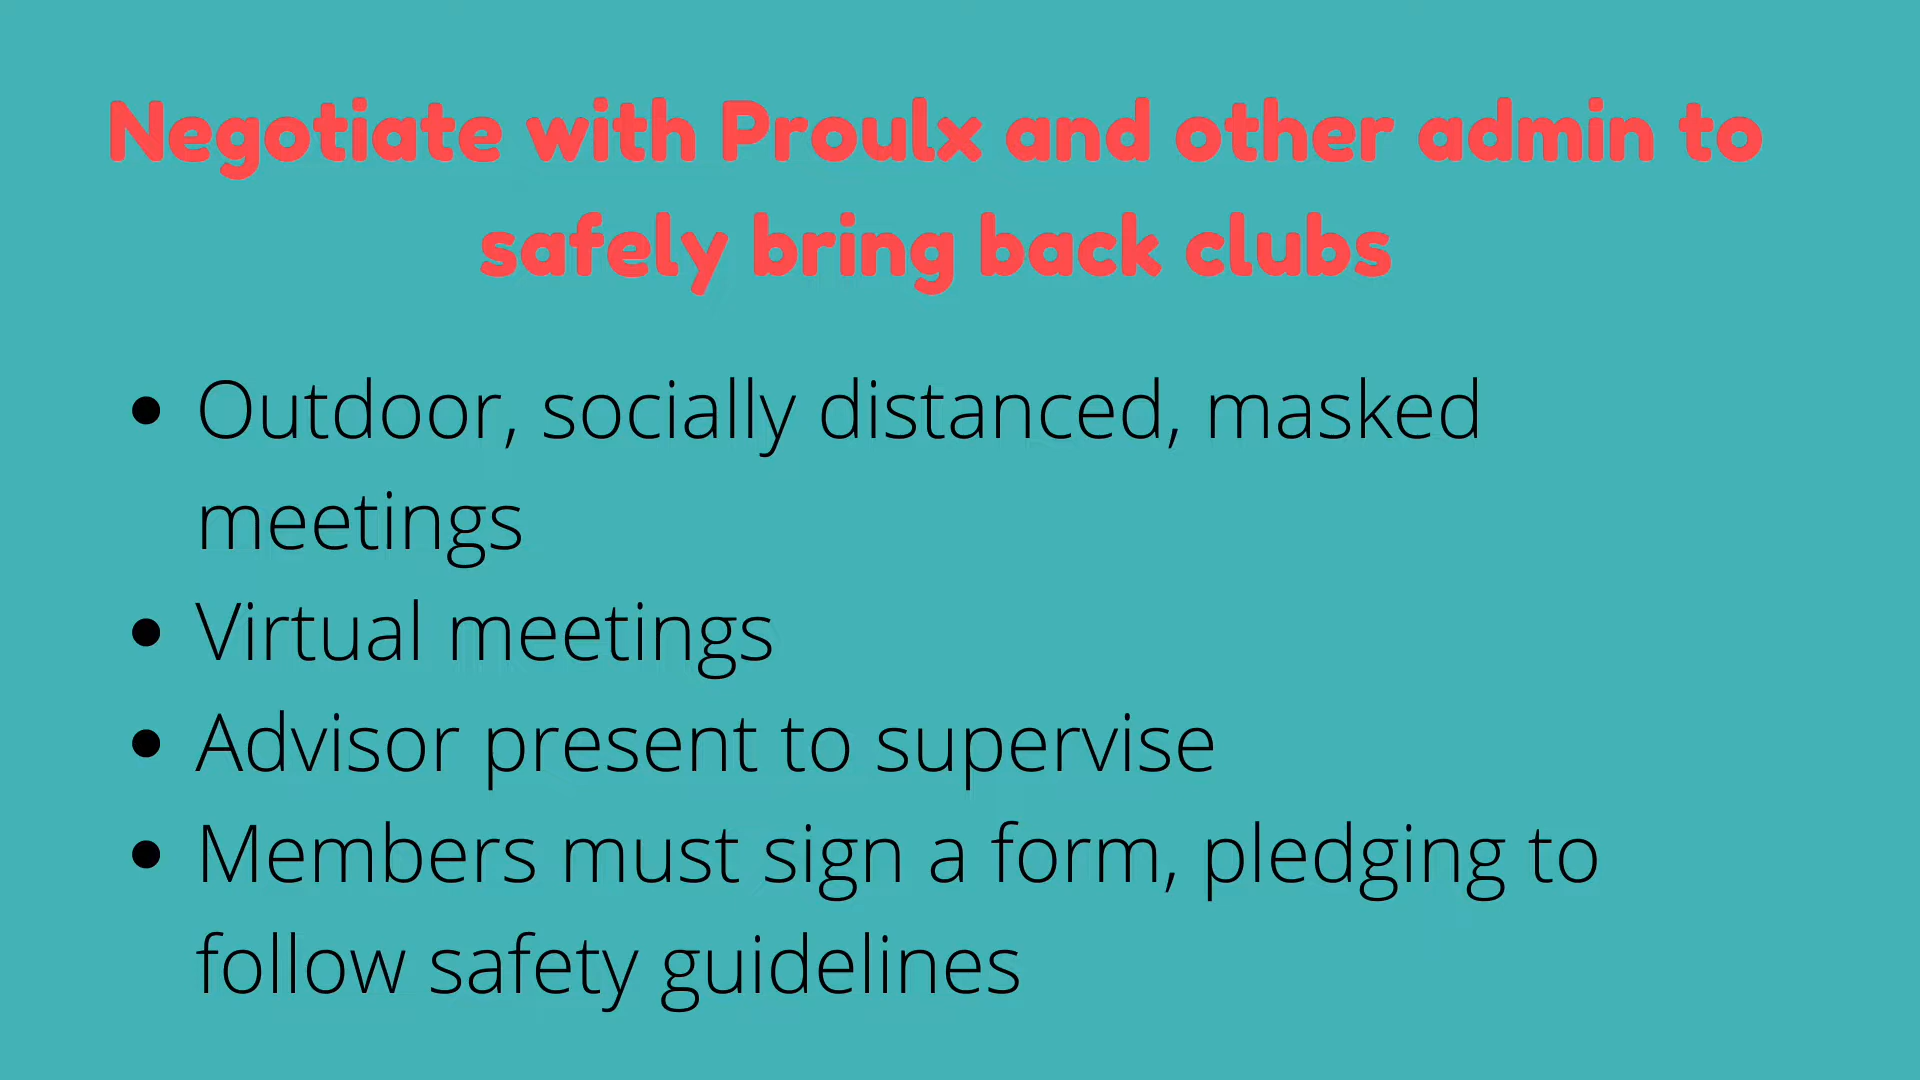 Negotiate with Proulx and other admin to
safely bring back clubs
• Outdoor, socially distanced, masked
meetings
• Virtual meetings
• Advisor present to supervise
• Members must sign a form, pledging to
follow safety guidelines